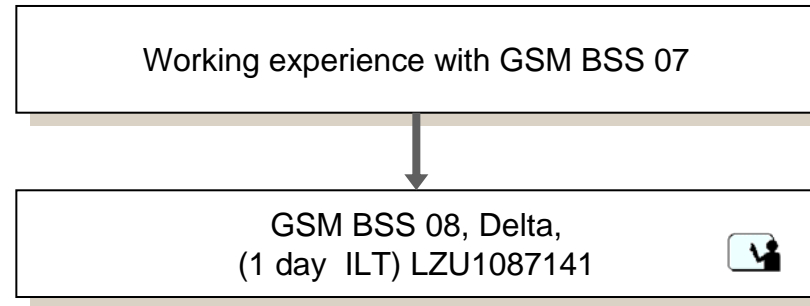 Working experience with GSM BSS 07
GSM BSS 08, Delta,
(1 day  ILT) LZU1087141